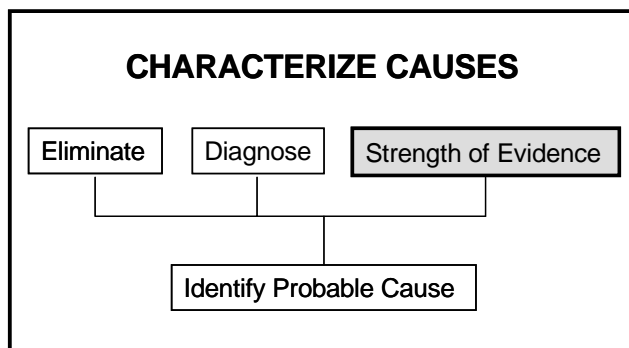 CHARACTERIZE CAUSES
Eliminate
Diagnose
Strength of Evidence
Identify Probable Cause